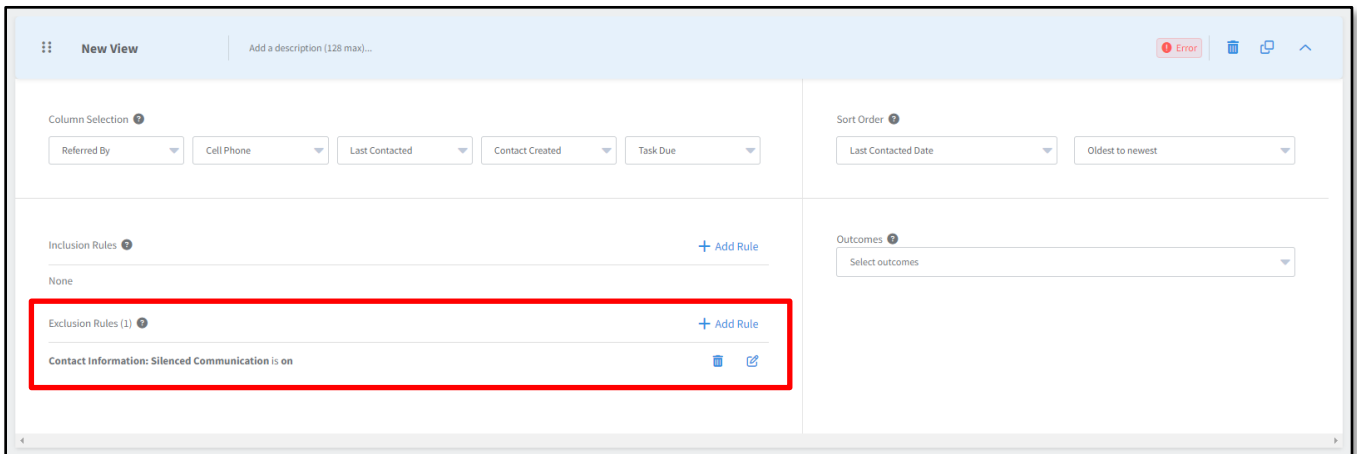 New View
Add a description (128 max)...
Error
Column Selection
Referred By
Cell Phone
Last Contacted
Contact Created
Task Due
Sort Order
Last Contacted Date
Oldest to newest
Inclusion Rules
+ Add Rule
None
Exclusion Rules (1)
+ Add Rule
Contact Information: Silenced Communication is on
Outcomes
Select outcomes